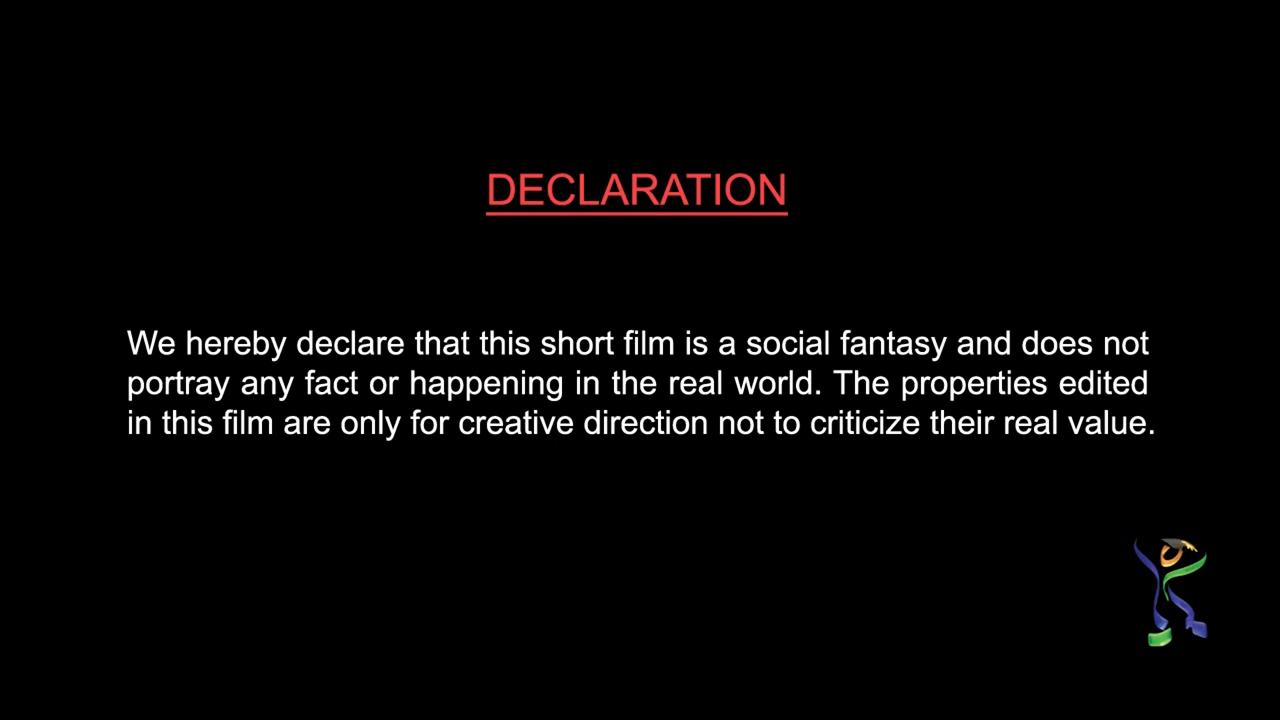 DECLARATION
We hereby declare that this short film is a social fantasy and does not
portray any fact or happening in the real world. The properties edited
in this film are only for creative direction not to criticize their real value.